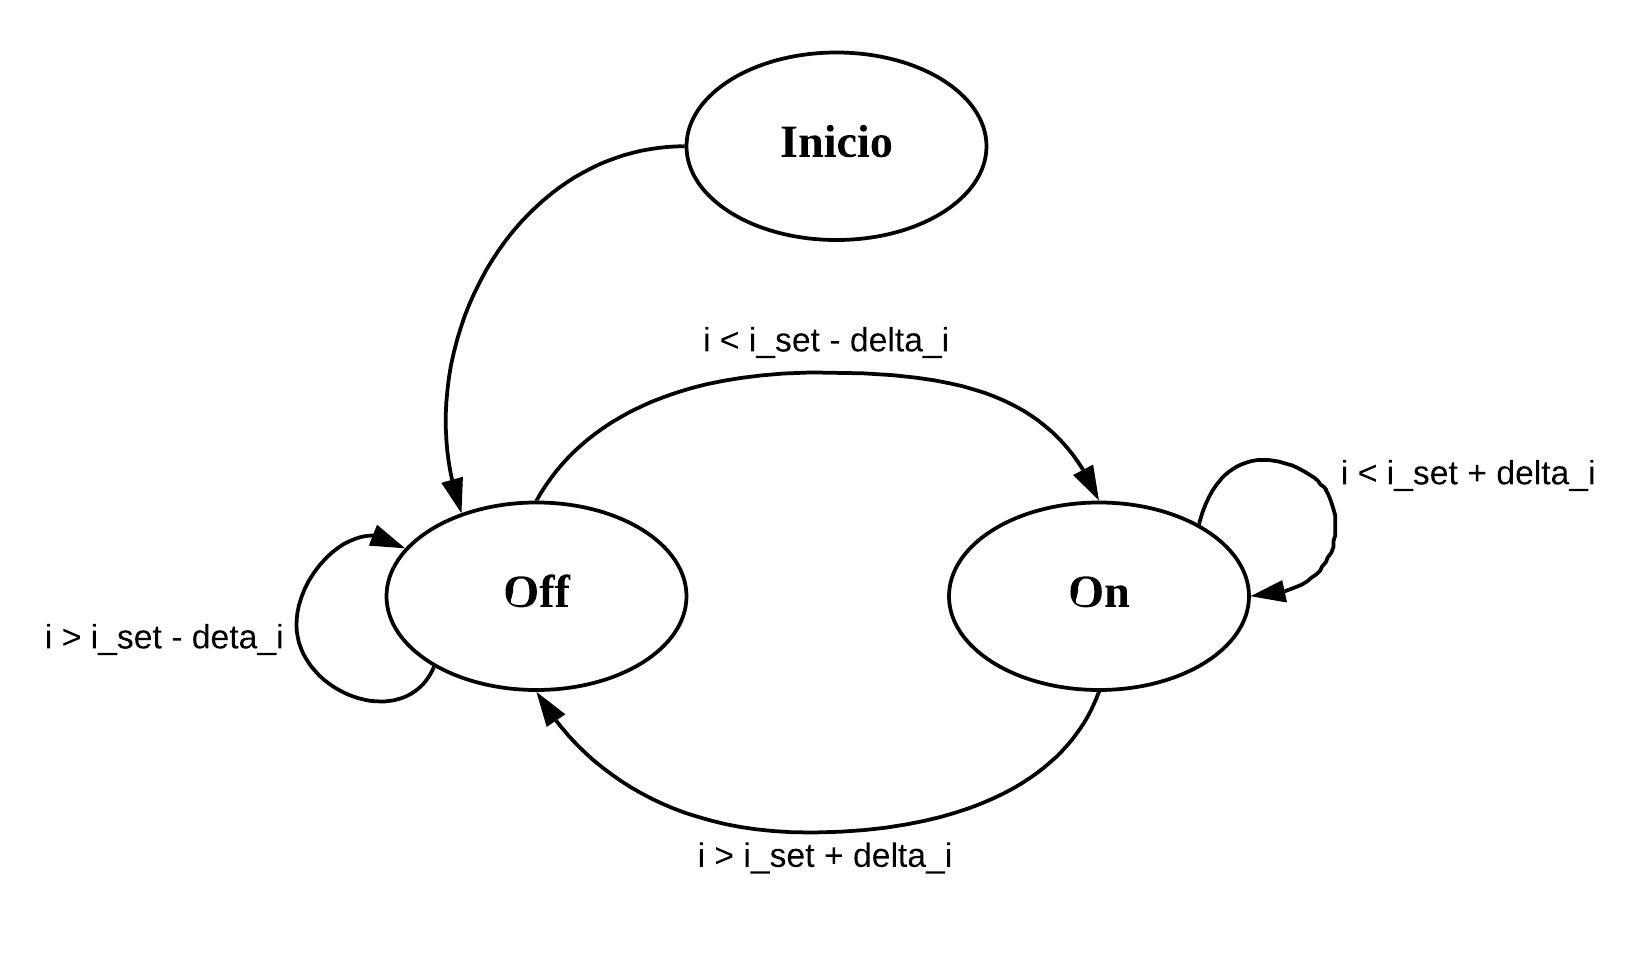 Inicio
i < i_set - delta_i
i < i_set + delta_i
Off
On
i > i_set - deta_i
i > i_set + delta_i